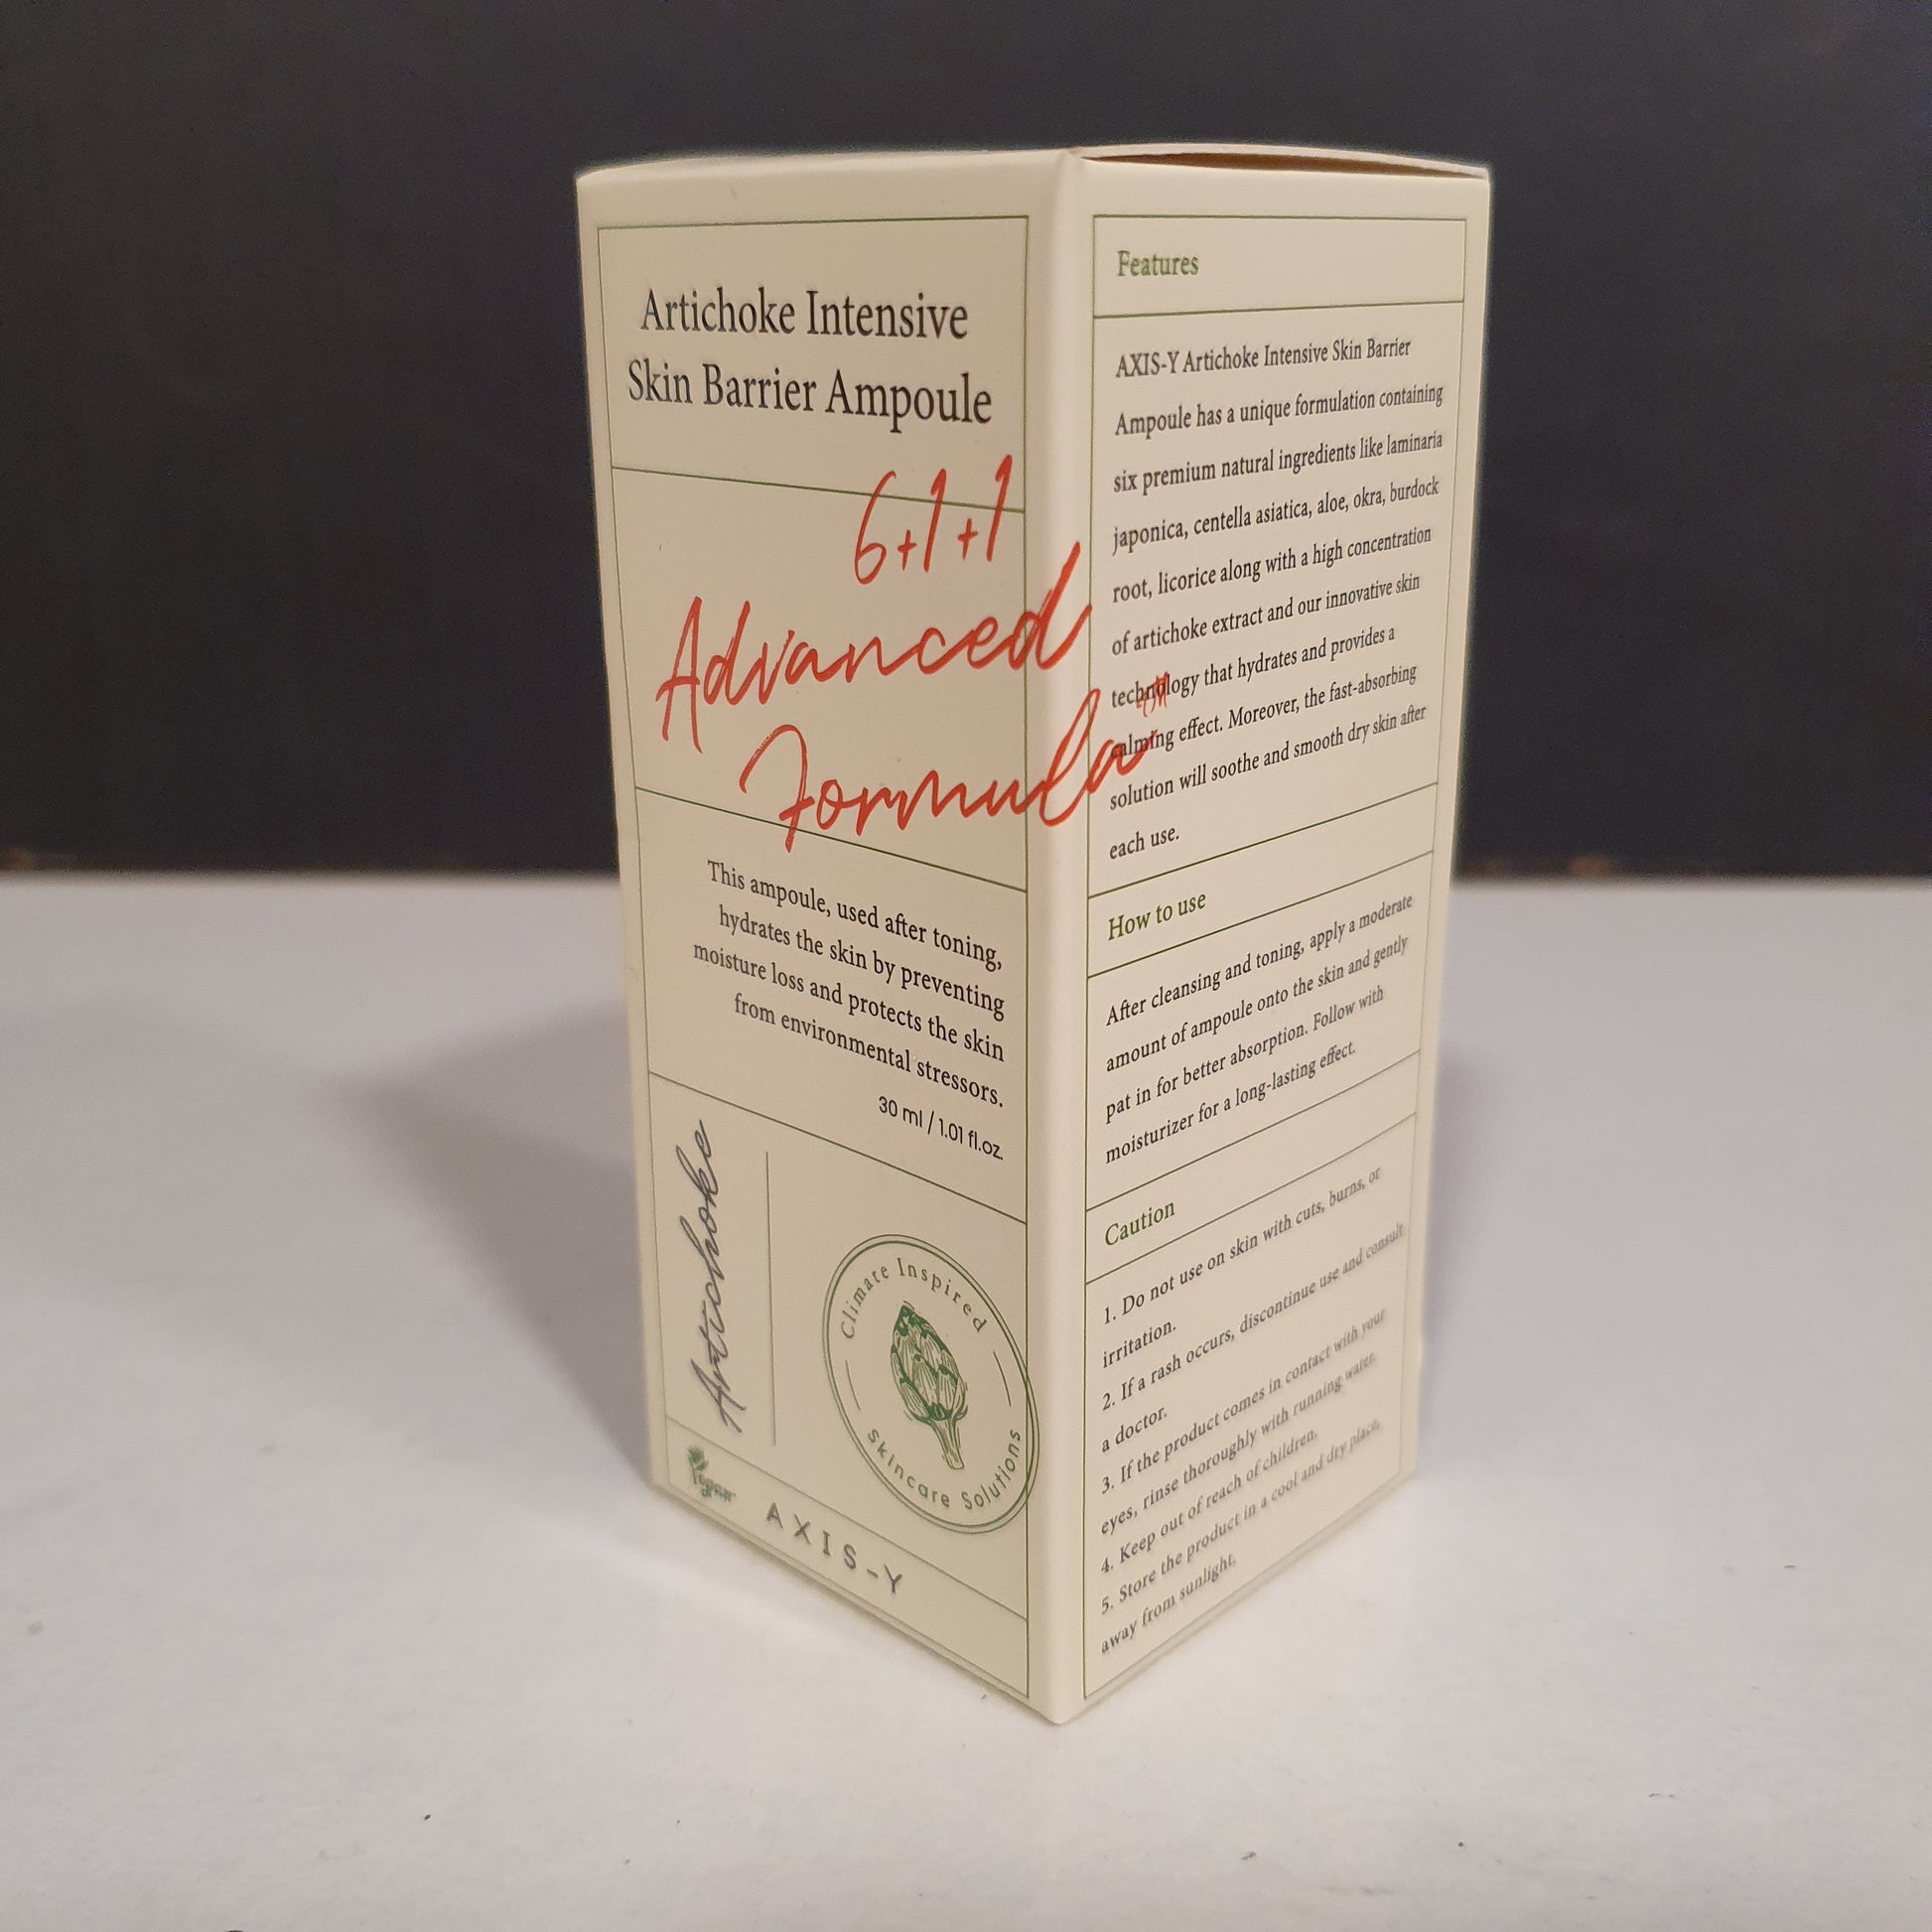 Artichoke Intensive
Skin Barrier Ampoule
6+1+1
Advanced
Formula™
This ampoule, used after toning,
hydrates the skin by preventing
moisture loss and protects the skin
from environmental stressors.
30 ml / 1.01 fl.oz.
Artichoke
Climate Inspired
Skincare Solutions
Vegan
AXIS-Y
Features
AXIS-Y Artichoke Intensive Skin Barrier
Ampoule has a unique formulation containing
six premium natural ingredients like laminaria
japonica, centella asiatica, aloe, okra, burdock
root, licorice along with a high concentration
of artichoke extract and our innovative skin
technology that hydrates and provides a
calming effect. Moreover, the fast-absorbing
solution will soothe and smooth dry skin after
each use.
How to use
After cleansing and toning, apply a moderate
amount of ampoule onto the skin and gently
pat in for better absorption. Follow with
moisturizer for a long-lasting effect.
Caution
1. Do not use on skin with cuts, burns, or
irritation.
2. If a rash occurs, discontinue use and consult
a doctor.
3. If the product comes in contact with your
eyes, rinse thoroughly with running water.
4. Keep out of reach of children.
5. Store the product in a cool and dry place,
away from sunlight.